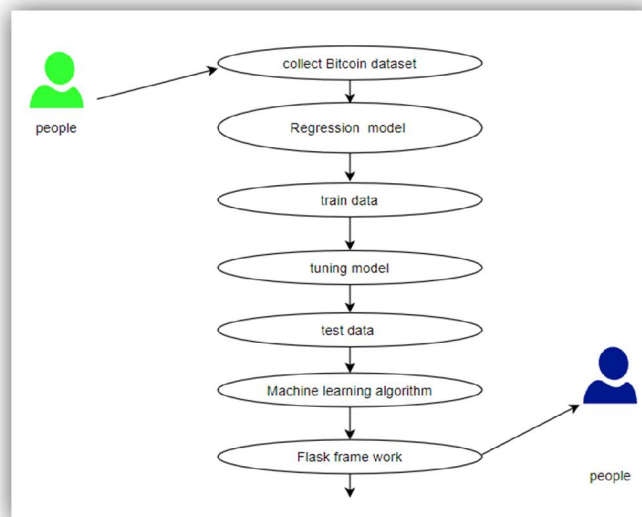 collect Bitcoin dataset
people
Regression model
train data
tuning model
test data
Machine learning algorithm
Flask frame work
people